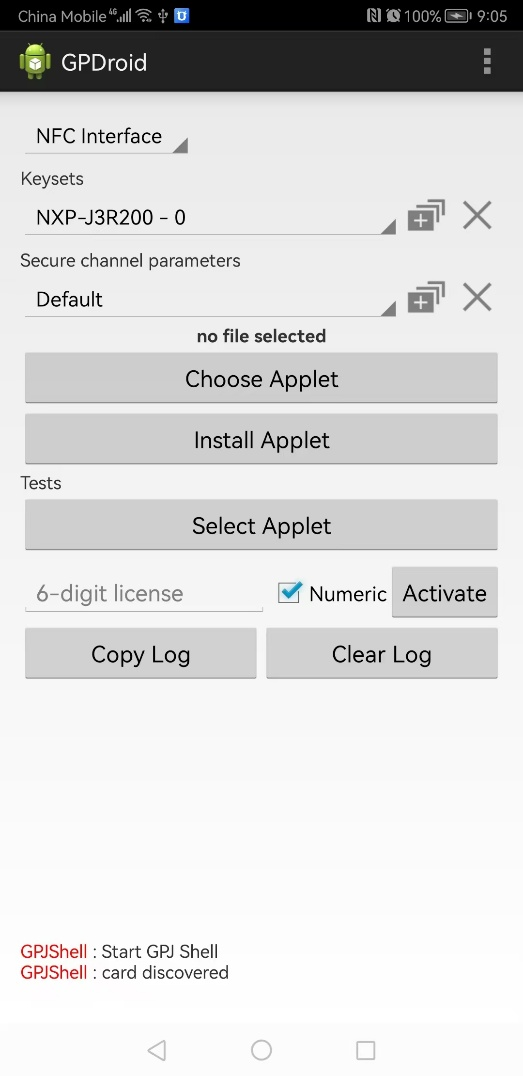 China Mobile 4G 100% 9:05
GPDroid
NFC Interface
Keysets
NXP-J3R200 - 0
Secure channel parameters
Default
no file selected
Choose Applet
Install Applet
Tests
Select Applet
6-digit license Numeric Activate
Copy Log Clear Log
GPJShell : Start GPJ Shell
GPJShell : card discovered